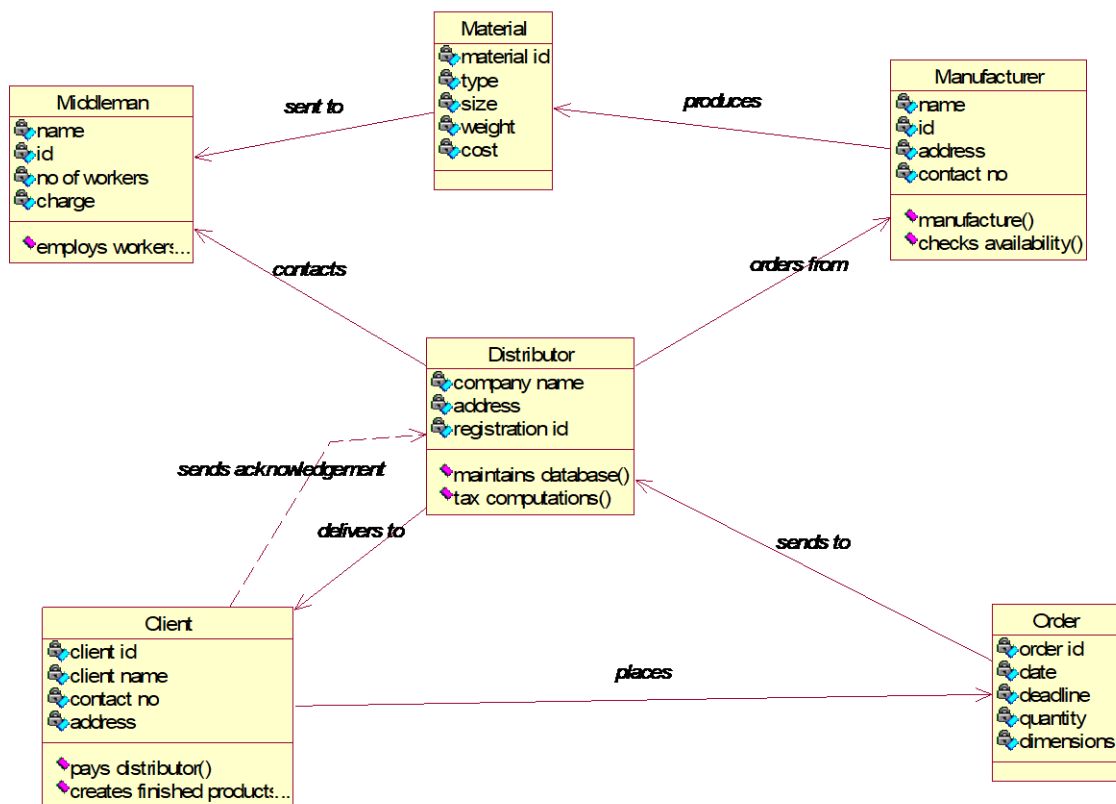 Material
material id
type
size
weight
cost
Manufacturer
name
id
address
contact no
manufacture()
checks availability()
Middleman
name
id
no of workers
charge
employs workers...
sent to
produces
contacts
orders from
Distributor
company name
address
registration id
maintains database()
tax computations()
sends acknowledgement
delivers to
sends to
Client
client id
client name
contact no
address
pays distributor()
creates finished products...
places
Order
order id
date
deadline
quantity
dimensions